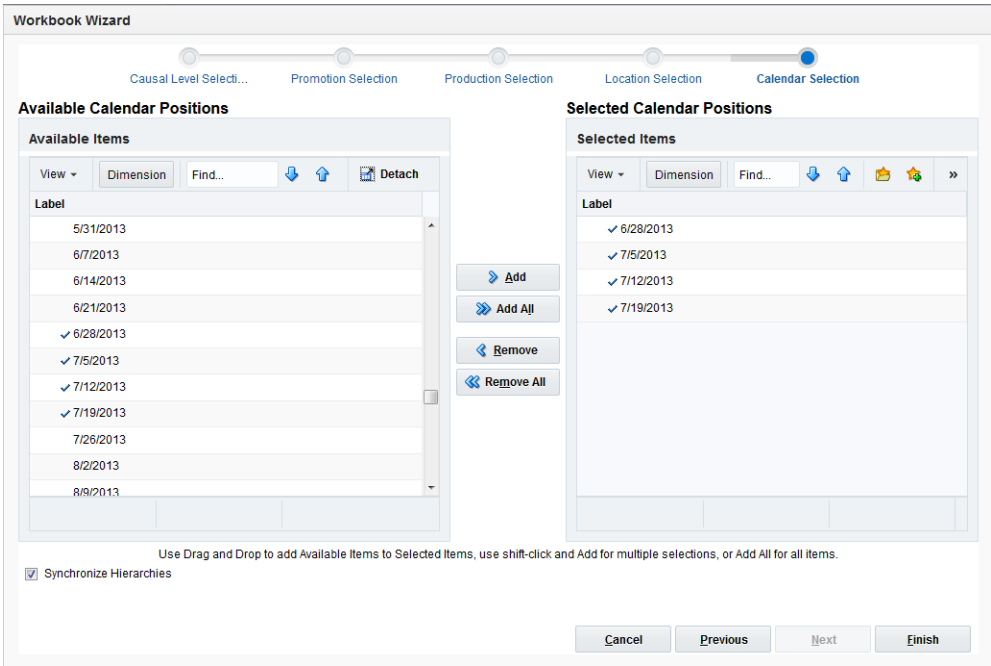 Workbook Wizard
Causal Level Selecti...
Promotion Selection
Production Selection
Location Selection
Calendar Selection
Available Calendar Positions
Available Items
View
Dimension
Find...
Detach
Label
5/31/2013
6/7/2013
6/14/2013
6/21/2013
6/28/2013
7/5/2013
7/12/2013
7/19/2013
7/26/2013
8/2/2013
8/9/2013
Add
Add All
Remove
Remove All
Selected Calendar Positions
Selected Items
View
Dimension
Find...
»
Label
6/28/2013
7/5/2013
7/12/2013
7/19/2013
Use Drag and Drop to add Available Items to Selected Items, use shift-click and Add for multiple selections, or Add All for all items.
Synchronize Hierarchies
Cancel
Previous
Next
Finish